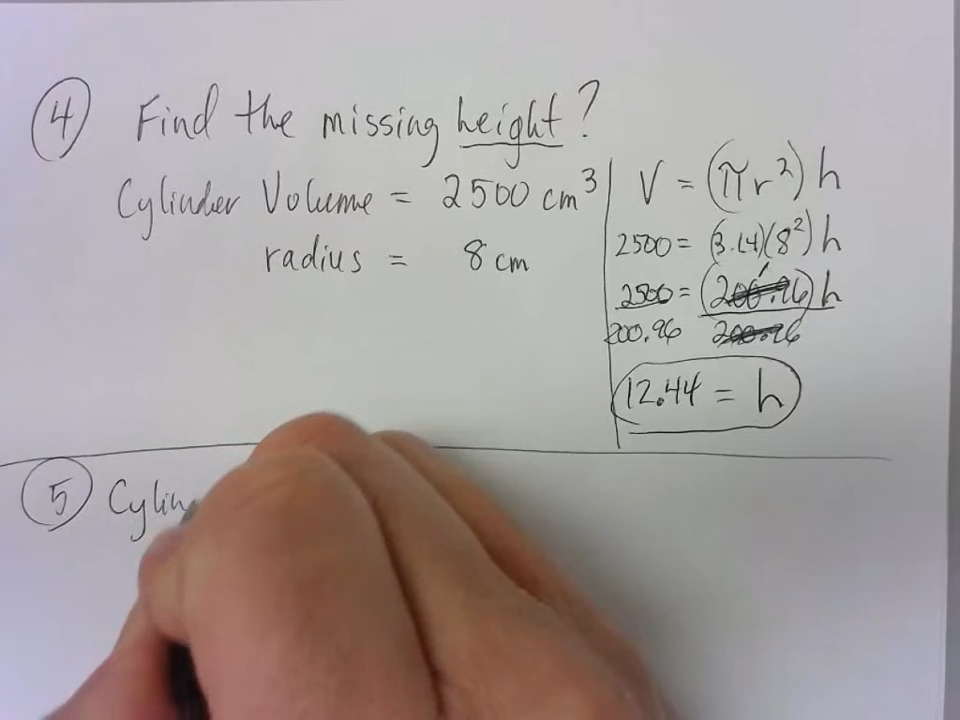 4 Find the missing height?
Cylinder Volume = 2500 cm³
radius = 8 cm
V = (πr²) h
2500 = (3.14)(8²) h
2500 = (200.96) h
200.96 200.96
12.44 = h
5 Cylin